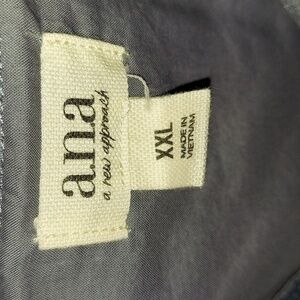 a.n.a
a new approach
XXL
MADE IN
VIETNAM